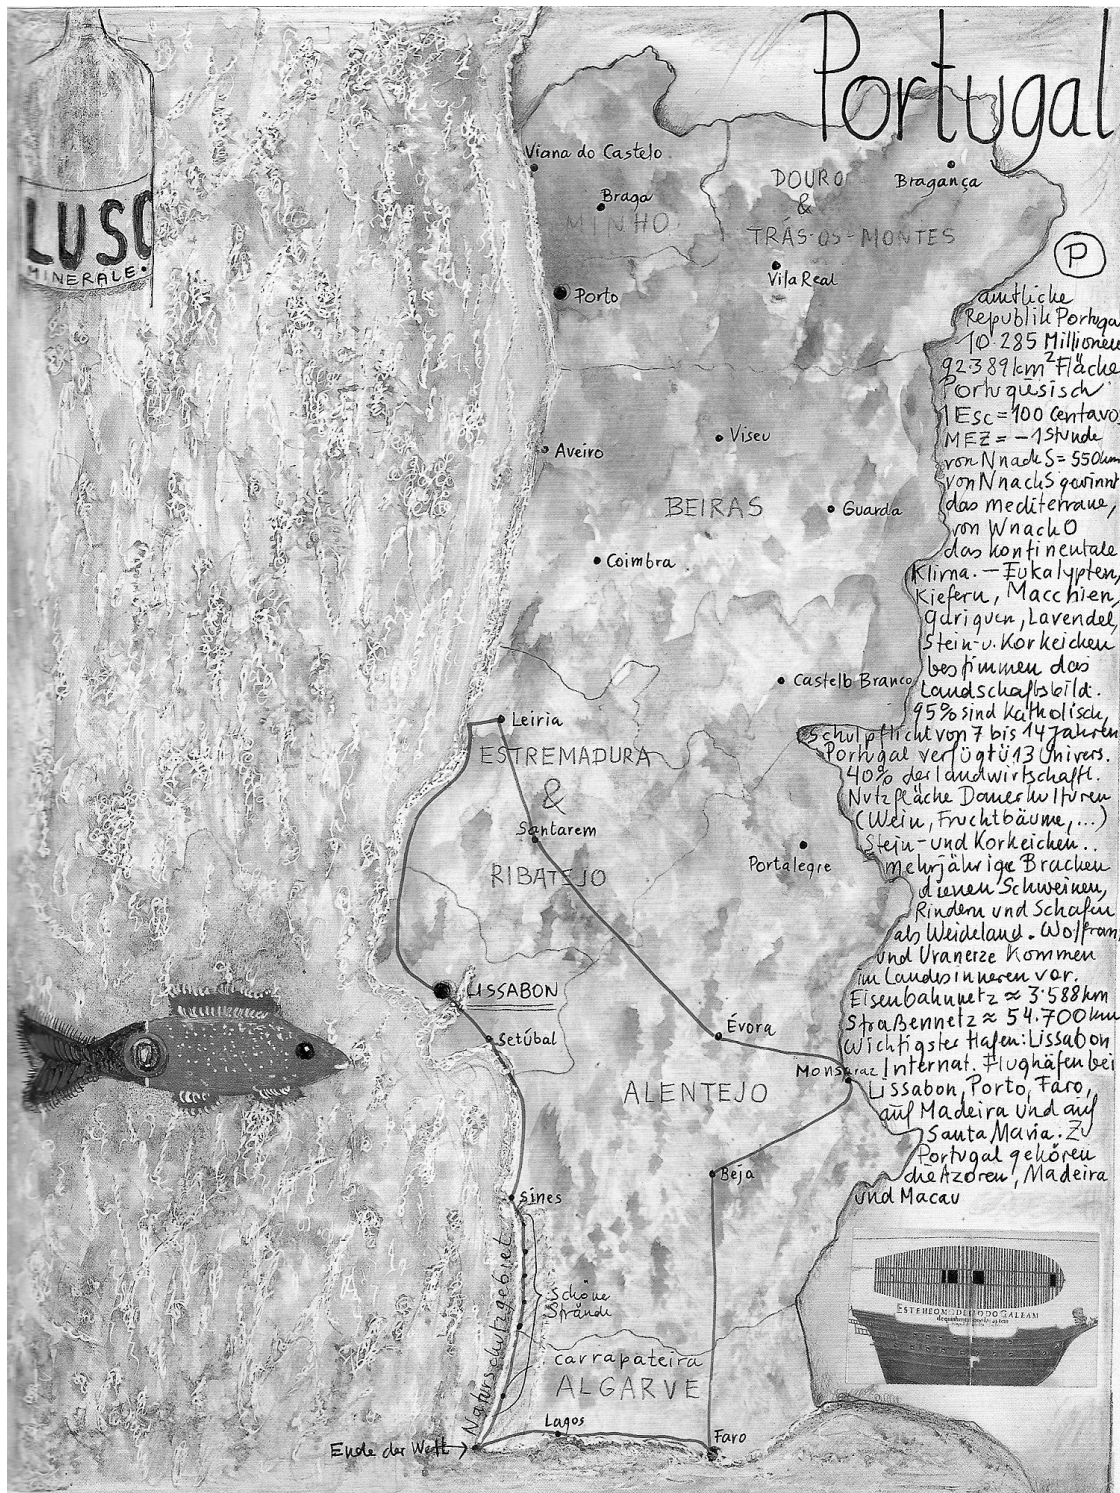 Portugal
LUSO
MINERALE.
Viana do Castelo
Braga
MINHO
DOURO
&
TRÁS-OS-MONTES
Bragança
Vila Real
Porto
P
amtliche
Republik Portuga
10·285 Millionen
92·389 km² Fläche
Portugiesisch
1 Esc = 100 Centavo
MEZ = -1 Stunde
von N nach S = 550 km
von N nach S gewinnt
das mediterrane,
von W nach O
das kontinentale
Klima. – Eukalypten,
Kiefern, Macchien,
Gariguen, Lavendel,
Stein- u. Korkeichen
bestimmen das
Landschaftsbild.
95% sind katholisch,
Schulpflicht von 7 bis 14 Jahren
Portugal verfügt ü 13 Univers.
40% der landwirtschaftl.
Nutzfläche Dauerkulturen
(Wein, Fruchtbäume,...)
Stein- und Korkeichen..
mehrjährige Brachen
dienen Schweinen,
Rindern und Schafen
als Weideland. Wolfram
und Uranerze kommen
im Landesinneren vor.
Eisenbahnnetz ≈ 3·588 km
Straßennetz ≈ 54.700 km
Wichtigster Hafen: Lissabon
Internat. Flughäfen bei
Lissabon, Porto, Faro,
auf Madeira und auf
Santa Maria. Zu
Portugal gehören
die Azoren, Madeira
und Macau
Aveiro
Viseu
BEIRAS
Guarda
Coimbra
Castelb Branco
Leiria
ESTREMADURA
&
Santarem
RIBATEJO
Portalegre
LISSABON
Setúbal
Évora
Monsaraz
ALENTEJO
Beja
Sines
Naturschutzgebiet
Schöne
Strände
Carrapateira
ALGARVE
Lagos
Faro
Ende der Welt →